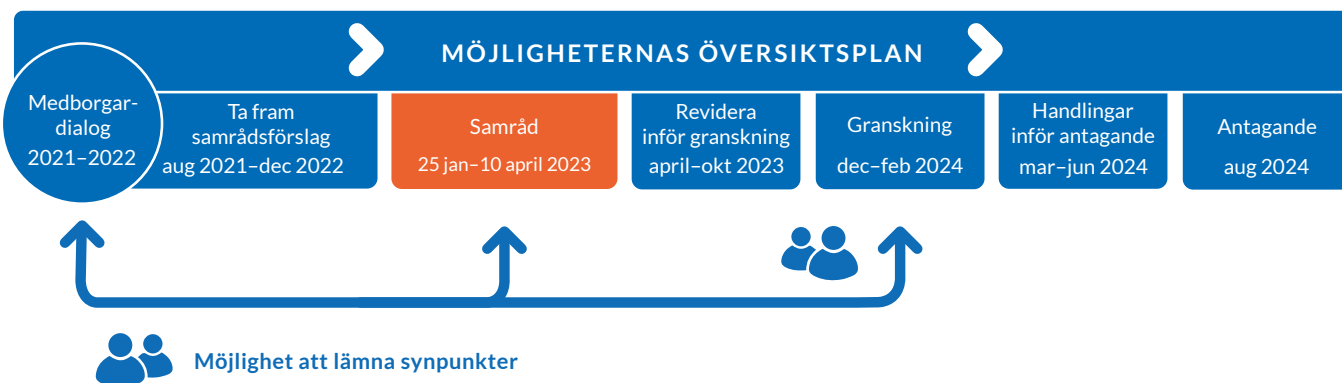 MÖJLIGHETERNAS ÖVERSIKTSPLAN
Medborgar-
dialog
2021–2022
Ta fram
samrådsförslag
aug 2021–dec 2022
Samråd
25 jan–10 april 2023
Revidera
inför granskning
april–okt 2023
Granskning
dec–feb 2024
Handlingar
inför antagande
mar–jun 2024
Antagande
aug 2024
Möjlighet att lämna synpunkter